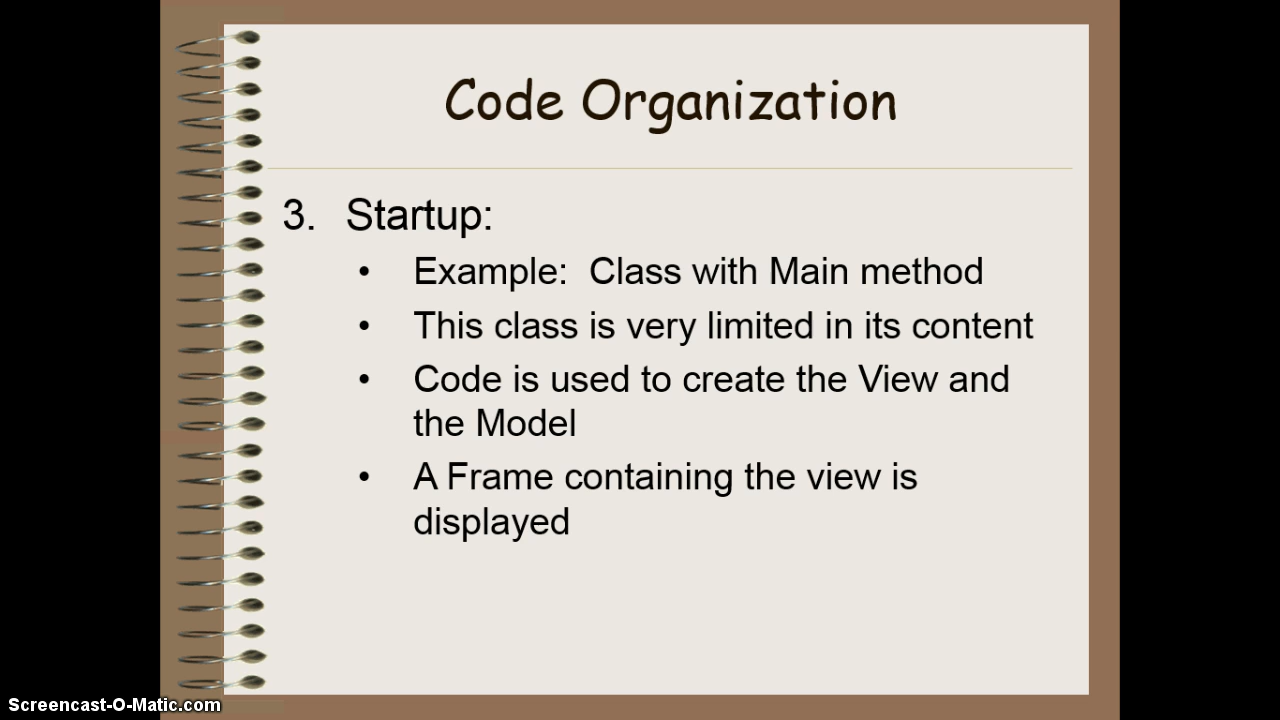 Code Organization
3. Startup:
• Example: Class with Main method
• This class is very limited in its content
• Code is used to create the View and
the Model
• A Frame containing the view is
displayed
Screencast-O-Matic.com